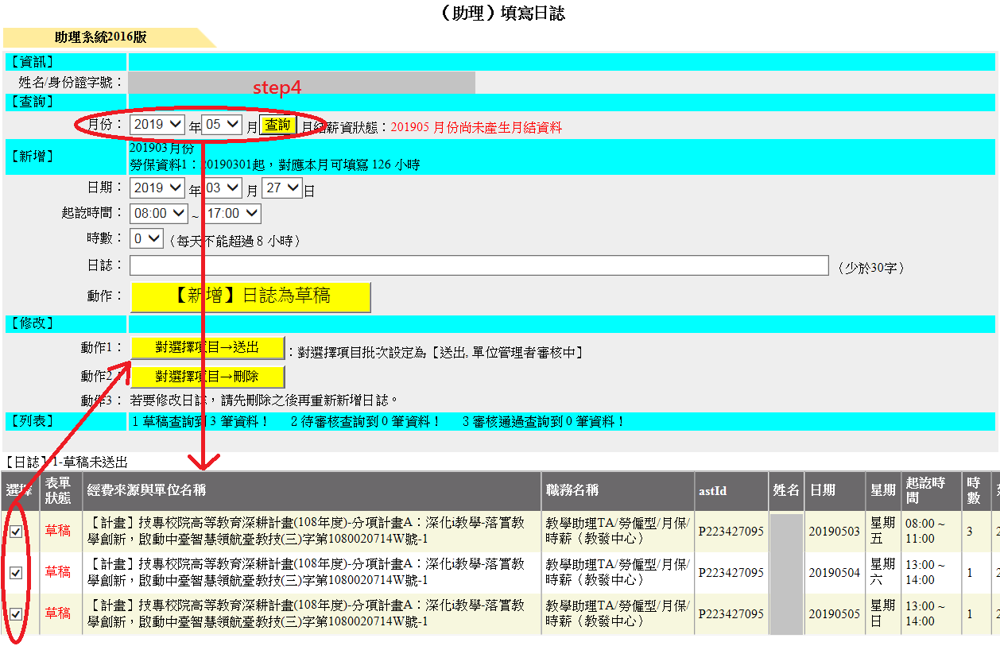 （助理）填寫日誌
助理系統2016版
【資訊】
姓名/身份證字號：
step4
【查詢】
月份： 2019 年 05 月 查詢 月結薪資狀態：201905 月份尚未產生月結資料
【新增】
201903月份
勞保資料1：20190301起，對應本月可填寫 126 小時
日期： 2019 年 03 月 27 日
起訖時間： 08:00 ~ 17:00
時數： 0 （每天不能超過 8 小時）
日誌： （少於30字）
動作： 【新增】日誌為草稿
【修改】
動作1： 對選擇項目→送出 ：對選擇項目批次設定為【送出, 單位管理者審核中】
動作2： 對選擇項目→刪除
動作3： 若要修改日誌，請先刪除之後再重新新增日誌。
【列表】 1 草稿查詢到 3 筆資料！ 2 待審核查詢到 0 筆資料！ 3 審核通過查詢到 0 筆資料！
【日誌】1-草稿未送出
選擇 表單狀態 經費來源與單位名稱 職務名稱 astId 姓名 日期 星期 起訖時間 時數
草稿 【計畫】技專校院高等教育深耕計畫(108年度)-分項計畫A：深化i教學-落實教 教學助理TA/勞僱型/月保/ P223427095 20190503 星期五 08:00 ~ 11:00 3
學創新，啟動中臺智慧領航臺教技(三)字第1080020714W號-1 時薪（教發中心）
草稿 【計畫】技專校院高等教育深耕計畫(108年度)-分項計畫A：深化i教學-落實教 教學助理TA/勞僱型/月保/ P223427095 20190504 星期六 13:00 ~ 14:00 1
學創新，啟動中臺智慧領航臺教技(三)字第1080020714W號-1 時薪（教發中心）
草稿 【計畫】技專校院高等教育深耕計畫(108年度)-分項計畫A：深化i教學-落實教 教學助理TA/勞僱型/月保/ P223427095 20190505 星期日 13:00 ~ 14:00 1
學創新，啟動中臺智慧領航臺教技(三)字第1080020714W號-1 時薪（教發中心）